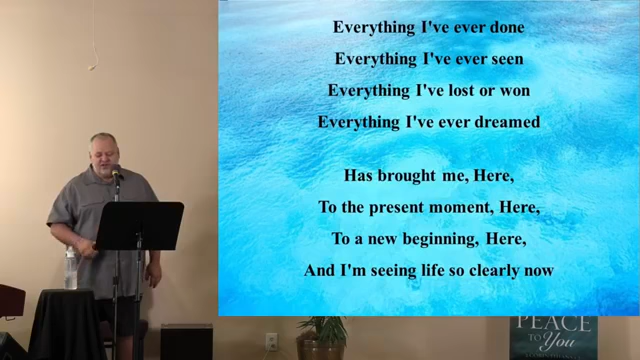 Everything I've ever done
Everything I've ever seen
Everything I've lost or won
Everything I've ever dreamed
Has brought me, Here,
To the present moment, Here,
To a new beginning, Here,
And I'm seeing life so clearly now
PEACE
TO You